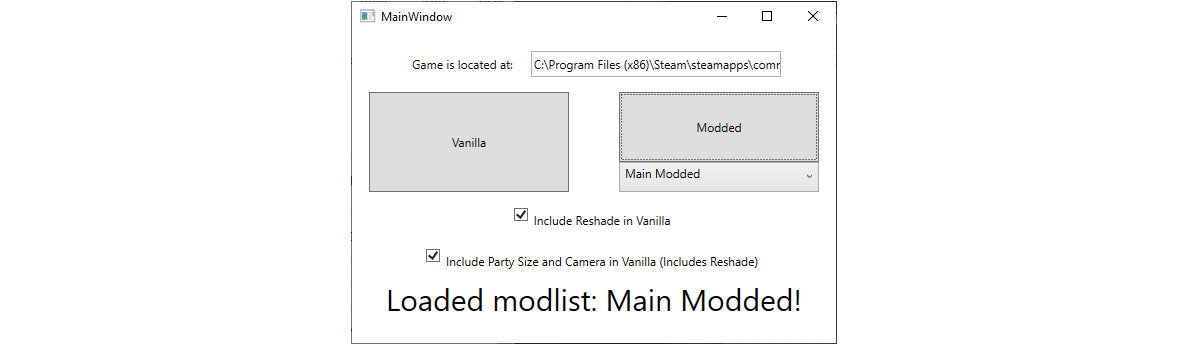 MainWindow
Game is located at: C:\Program Files (x86)\Steam\steamapps\comr
Vanilla
Modded
Main Modded
Include Reshade in Vanilla
Include Party Size and Camera in Vanilla (Includes Reshade)
Loaded modlist: Main Modded!